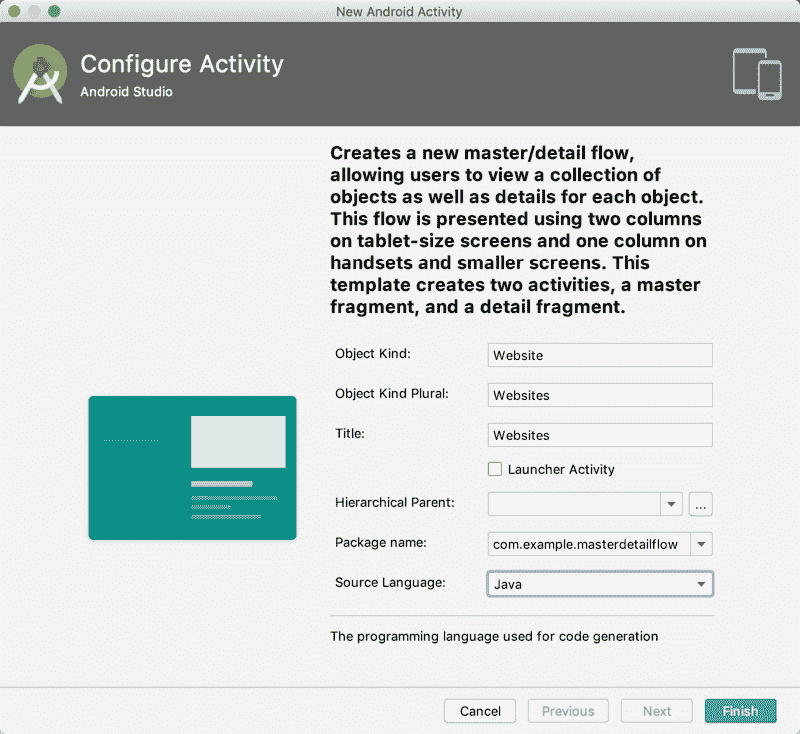 New Android Activity
Configure Activity
Android Studio
Creates a new master/detail flow,
allowing users to view a collection of
objects as well as details for each object.
This flow is presented using two columns
on tablet-size screens and one column on
handsets and smaller screens. This
template creates two activities, a master
fragment, and a detail fragment.
Object Kind: Website
Object Kind Plural: Websites
Title: Websites
Launcher Activity
Hierarchical Parent: ...
Package name: com.example.masterdetailflow
Source Language: Java
The programming language used for code generation
Cancel Previous Next Finish